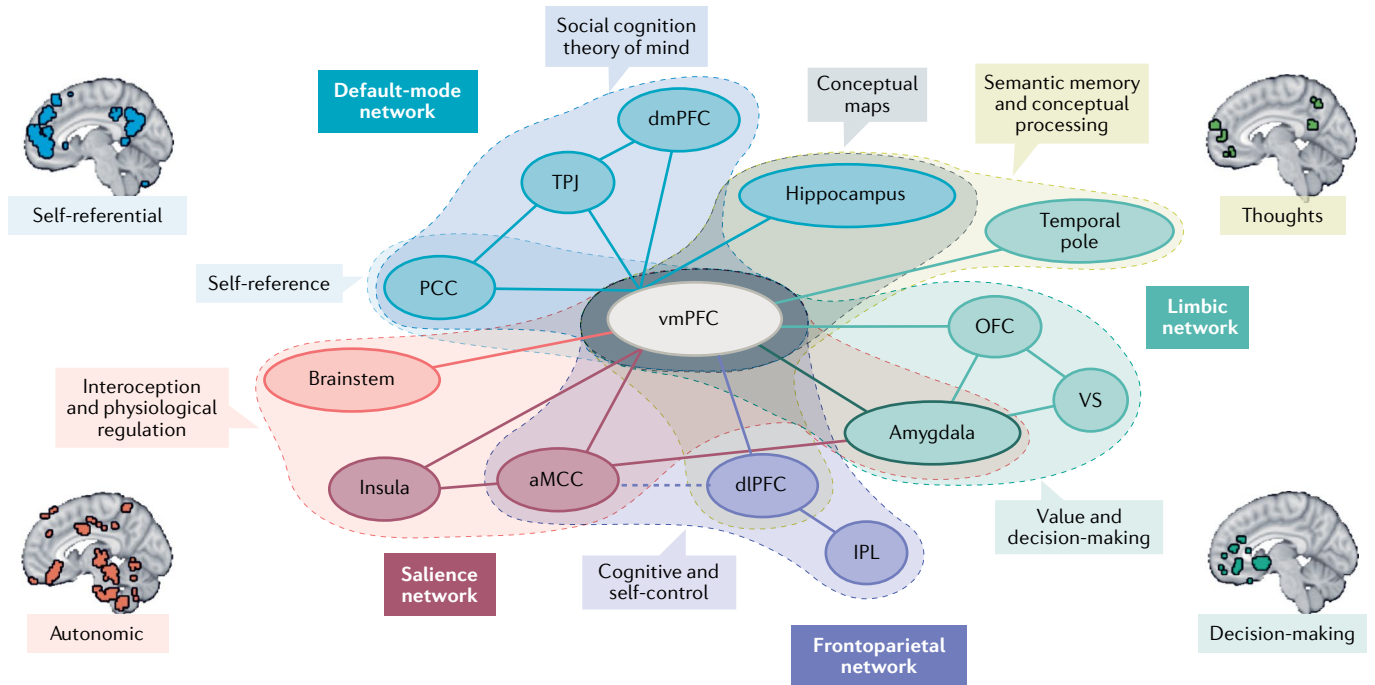 Social cognition
theory of mind
Default-mode
network
Conceptual
maps
Semantic memory
and conceptual
processing
dmPFC
TPJ
Hippocampus
Self-referential
Thoughts
Temporal
pole
Self-reference
PCC
vmPFC
OFC
Limbic
network
Brainstem
VS
Interoception
and physiological
regulation
Amygdala
Insula
aMCC
dlPFC
Value and
decision-making
IPL
Salience
network
Cognitive and
self-control
Autonomic
Decision-making
Frontoparietal
network